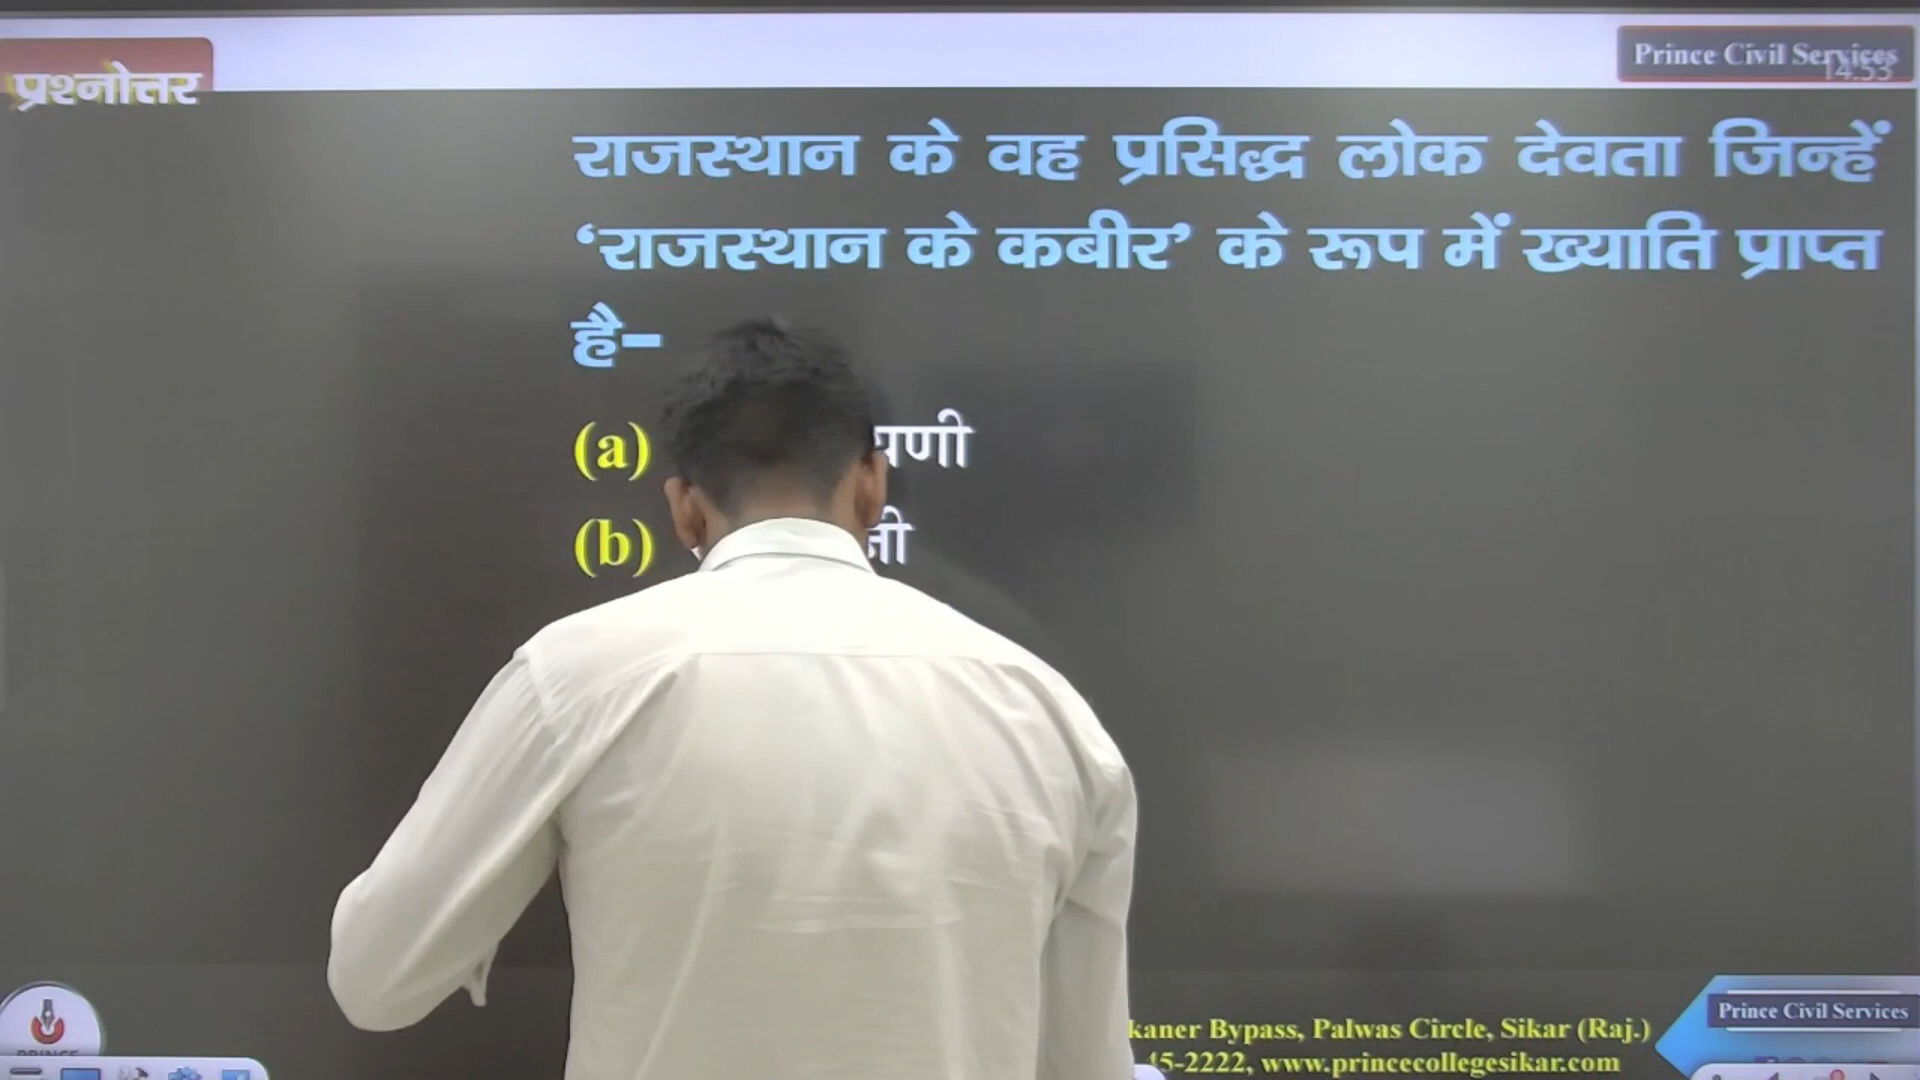 प्रश्नोत्तर
Prince Civil Services
14:53
राजस्थान के वह प्रसिद्ध लोक देवता जिन्हें
‘राजस्थान के कबीर’ के रूप में ख्याति प्राप्त
है-
(a)
(b)
Prince Civil Services
Bypass, Palwas Circle, Sikar (Raj.)
45-2222, www.princecollegesikar.com
PRINCE